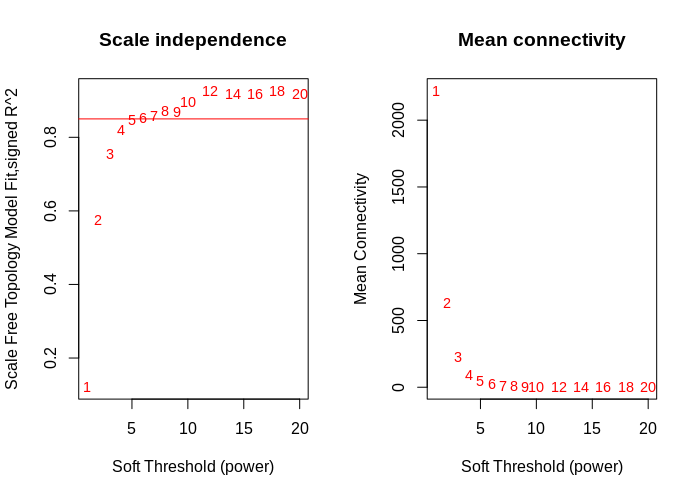 Scale independence
Scale Free Topology Model Fit,signed R^2
0.2 0.4 0.6 0.8
1 2 3 4 5 6 7 8 9 10 12 14 16 18 20
5 10 15 20
Soft Threshold (power)
Mean connectivity
Mean Connectivity
0 500 1000 1500 2000
1 2 3 4 5 6 7 8 9 10 12 14 16 18 20
5 10 15 20
Soft Threshold (power)